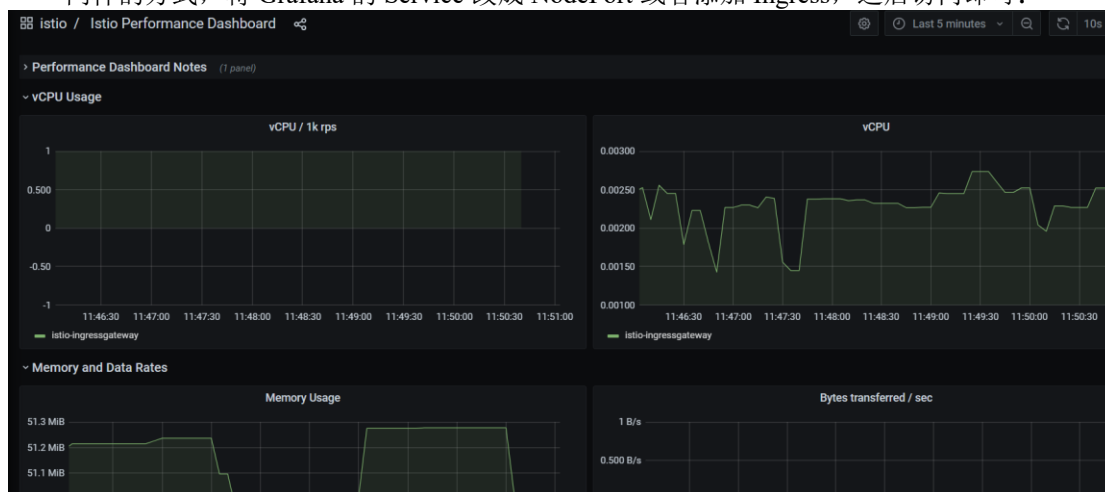 同样的方式，将 Grafana 的 Service 改成 NodePort 或者添加 Ingress，之后访问即可：
istio / Istio Performance Dashboard
Last 5 minutes
10s
Performance Dashboard Notes (1 panel)
vCPU Usage
vCPU / 1k rps
1
0.500
0
-0.50
-1
11:46:30 11:47:00 11:47:30 11:48:00 11:48:30 11:49:00 11:49:30 11:50:00 11:50:30 11:51:00
istio-ingressgateway
vCPU
0.00300
0.00250
0.00200
0.00150
0.00100
11:46:30 11:47:00 11:47:30 11:48:00 11:48:30 11:49:00 11:49:30 11:50:00 11:50:30
istio-ingressgateway
Memory and Data Rates
Memory Usage
51.3 MiB
51.2 MiB
51.1 MiB
Bytes transferred / sec
1 B/s
0.500 B/s